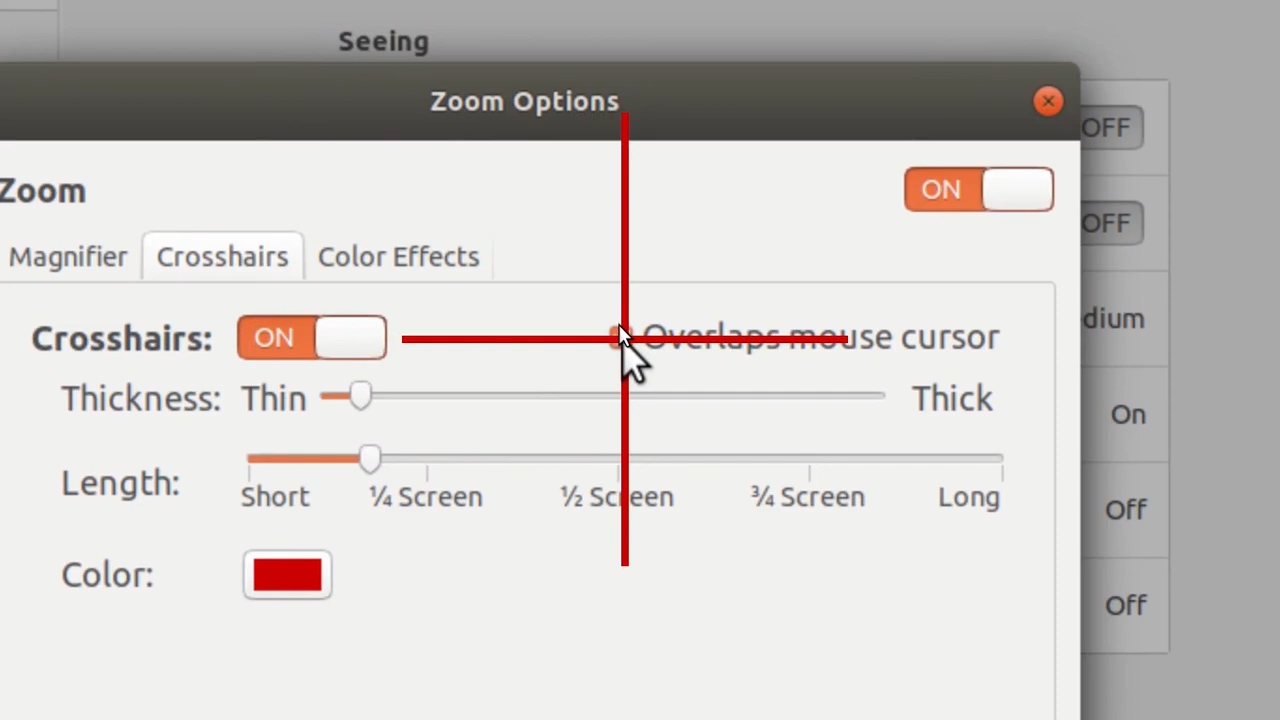 Seeing
Zoom Options
OFF
Zoom
ON
OFF
Magnifier Crosshairs Color Effects
dium
Crosshairs: ON Overlaps mouse cursor
Thickness: Thin Thick
On
Length:
Short ¼ Screen ½ Screen ¾ Screen Long
Off
Color:
Off